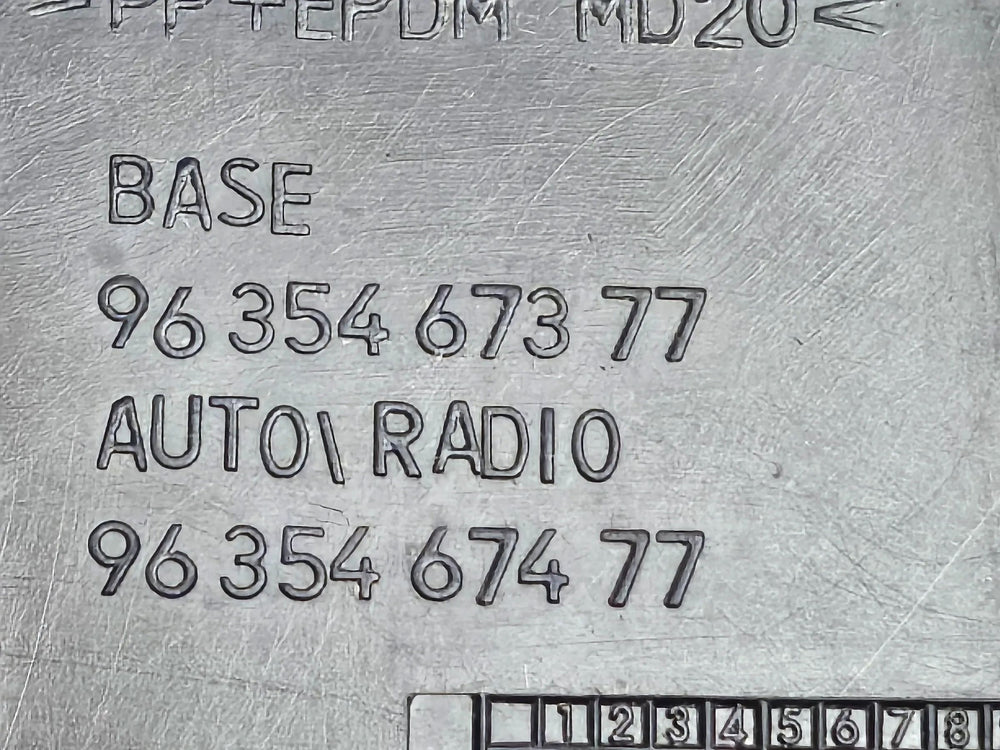 >PP+EPDM MD20<
BASE
96 354 673 77
AUTO\ RADIO
96 354 674 77
1 2 3 4 5 6 7 8